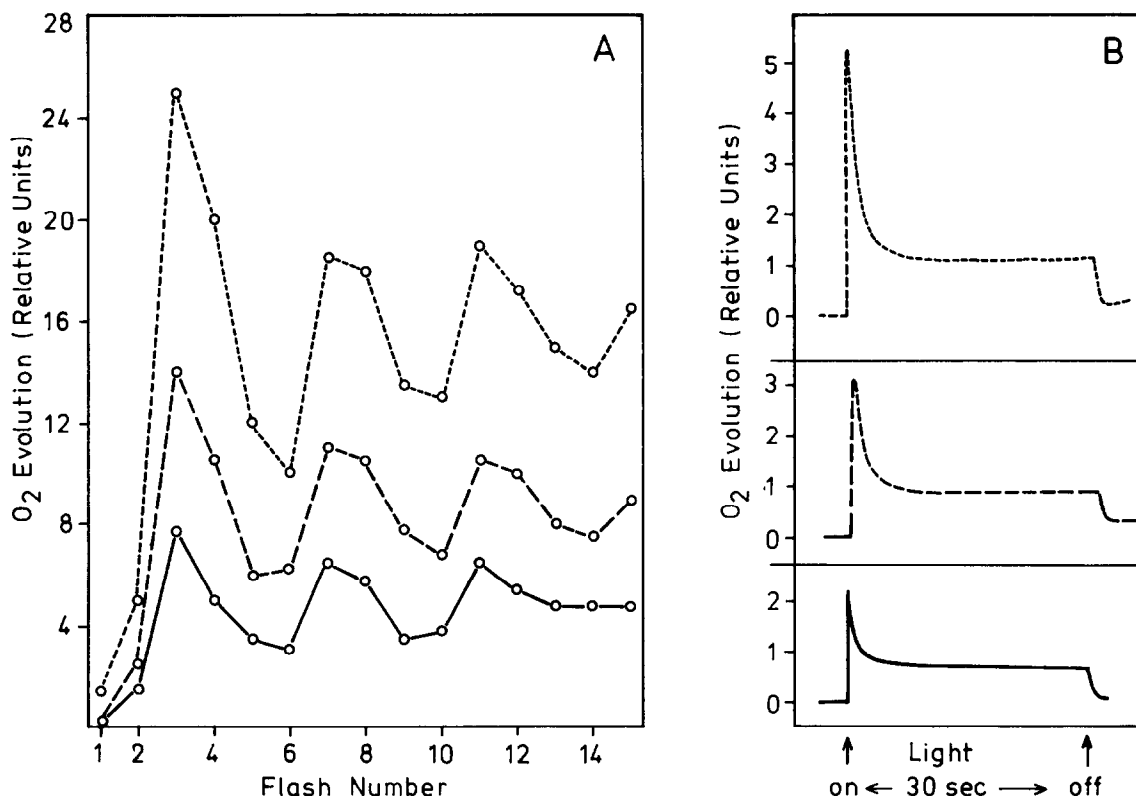 A
O2 Evolution (Relative Units)
28
24
20
16
12
8
4
1 2 4 6 8 10 12 14
Flash Number
B
O2 Evolution (Relative Units)
5
4
3
2
1
0
3
2
1
0
2
1
0
Light
on ← 30 sec → off